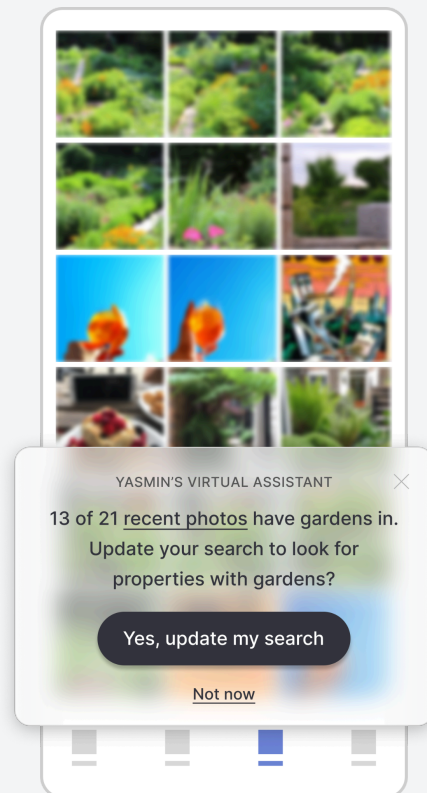 YASMIN'S VIRTUAL ASSISTANT
13 of 21 recent photos have gardens in.
Update your search to look for
properties with gardens?
Yes, update my search
Not now